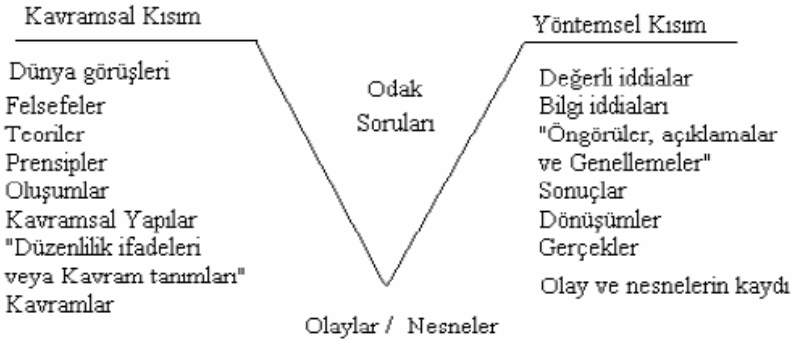 Kavramsal Kısım
Dünya görüşleri
Felsefeler
Teoriler
Prensipler
Oluşumlar
Kavramsal Yapılar
"Düzenlilik ifadeleri
veya Kavram tanımları"
Kavramlar
Odak
Soruları
Olaylar / Nesneler
Yöntemsel Kısım
Değerli iddialar
Bilgi iddiaları
"Öngörüler, açıklamalar
ve Genellemeler"
Sonuçlar
Dönüşümler
Gerçekler
Olay ve nesnelerin kaydı